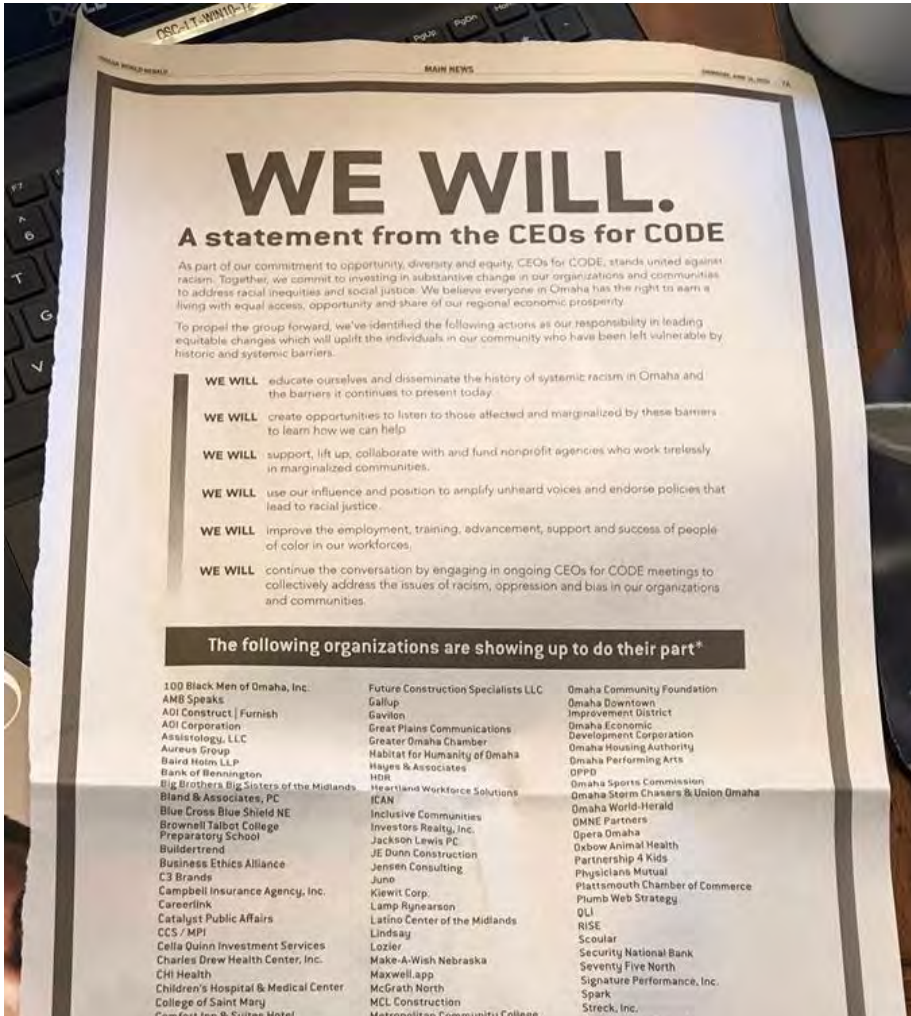 DELL
OSC-LT-WIN10-
PgUp
PgDn
F7
^
6
T
G
V
OMAHA WORLD-HERALD
MAIN NEWS
7A
WE WILL.
A statement from the CEOs for CODE
As part of our commitment to opportunity, diversity and equity, CEOs for CODE, stands united against
racism. Together, we commit to investing in substantive change in our organizations and communities
to address racial inequities and social justice. We believe everyone in Omaha has the right to earn a
living with equal access, opportunity and share of our regional economic prosperity.
To propel the group forward, we've identified the following actions as our responsibility in leading
equitable changes which will uplift the individuals in our community who have been left vulnerable by
historic and systemic barriers.
WE WILL educate ourselves and disseminate the history of systemic racism in Omaha and
the barriers it continues to present today.
WE WILL create opportunities to listen to those affected and marginalized by these barriers
to learn how we can help.
WE WILL support, lift up, collaborate with and fund nonprofit agencies who work tirelessly
in marginalized communities.
WE WILL use our influence and position to amplify unheard voices and endorse policies that
lead to racial justice.
WE WILL improve the employment, training, advancement, support and success of people
of color in our workforces.
WE WILL continue the conversation by engaging in ongoing CEOs for CODE meetings to
collectively address the issues of racism, oppression and bias in our organizations
and communities.
The following organizations are showing up to do their part*
100 Black Men of Omaha, Inc.
AMB Speaks
AOI Construct | Furnish
AOI Corporation
Assistology, LLC
Aureus Group
Baird Holm LLP
Bank of Bennington
Big Brothers Big Sisters of the Midlands
Bland & Associates, PC
Blue Cross Blue Shield NE
Brownell Talbot College
Preparatory School
Buildertrend
Business Ethics Alliance
C3 Brands
Campbell Insurance Agency, Inc.
Careerlink
Catalyst Public Affairs
CCS / MPI
Cella Quinn Investment Services
Charles Drew Health Center, Inc.
CHI Health
Children's Hospital & Medical Center
College of Saint Mary
Comfort Inn & Suites Hotel
Future Construction Specialists LLC
Gallup
Gavilon
Great Plains Communications
Greater Omaha Chamber
Habitat for Humanity of Omaha
Hayes & Associates
HDR
Heartland Workforce Solutions
ICAN
Inclusive Communities
Investors Realty, Inc.
Jackson Lewis PC
JE Dunn Construction
Jensen Consulting
Juno
Kiewit Corp.
Lamp Rynearson
Latino Center of the Midlands
Lindsay
Lozier
Make-A-Wish Nebraska
Maxwell.app
McGrath North
MCL Construction
Metropolitan Community College
Omaha Community Foundation
Omaha Downtown
Improvement District
Omaha Economic
Development Corporation
Omaha Housing Authority
Omaha Performing Arts
OPPD
Omaha Sports Commission
Omaha Storm Chasers & Union Omaha
Omaha World-Herald
OMNE Partners
Opera Omaha
Oxbow Animal Health
Partnership 4 Kids
Physicians Mutual
Plattsmouth Chamber of Commerce
Plumb Web Strategy
QLI
RISE
Scoular
Security National Bank
Seventy Five North
Signature Performance, Inc.
Spark
Streck, Inc.